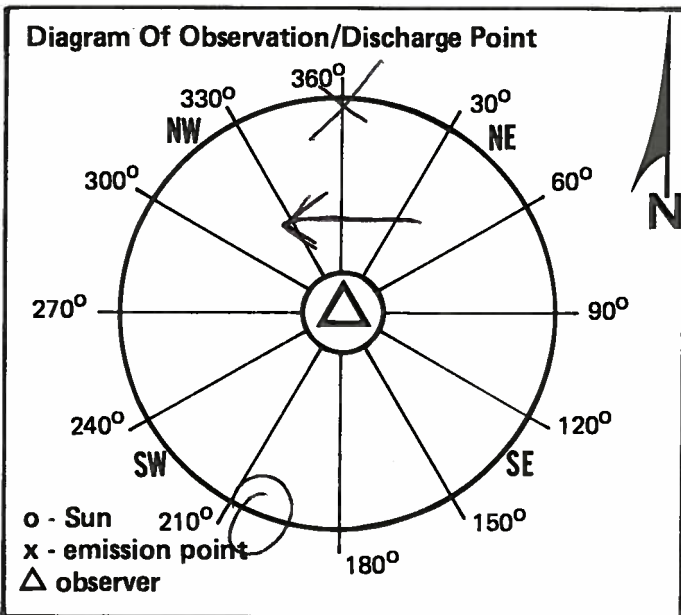 Diagram Of Observation/Discharge Point
360°
330°
30°
NW
NE
300°
60°
N
270°
90°
240°
120°
SW
SE
o - Sun
210°
150°
x - emission point
180°
△ observer